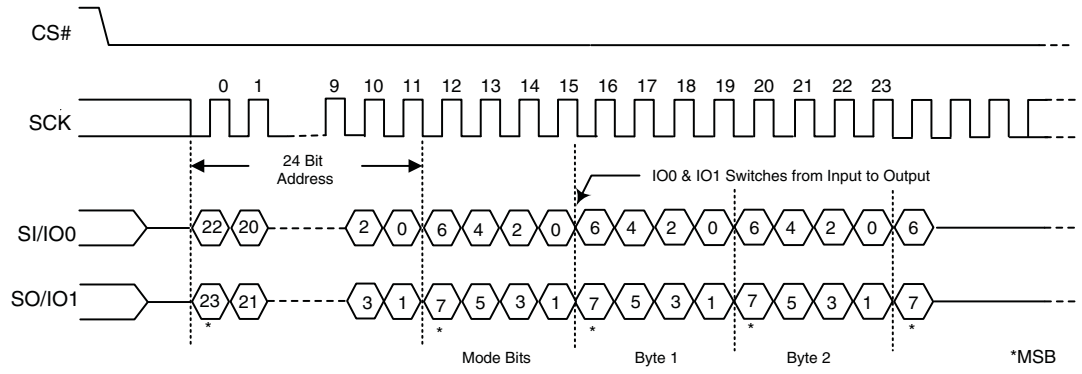 CS#
0 1 9 10 11 12 13 14 15 16 17 18 19 20 21 22 23
SCK
24 Bit
Address
IO0 & IO1 Switches from Input to Output
SI/IO0 22 20 2 0 6 4 2 0 6 4 2 0 6 4 2 0 6
SO/IO1 23 21 3 1 7 5 3 1 7 5 3 1 7 5 3 1 7
* * * * *
Mode Bits Byte 1 Byte 2 *MSB